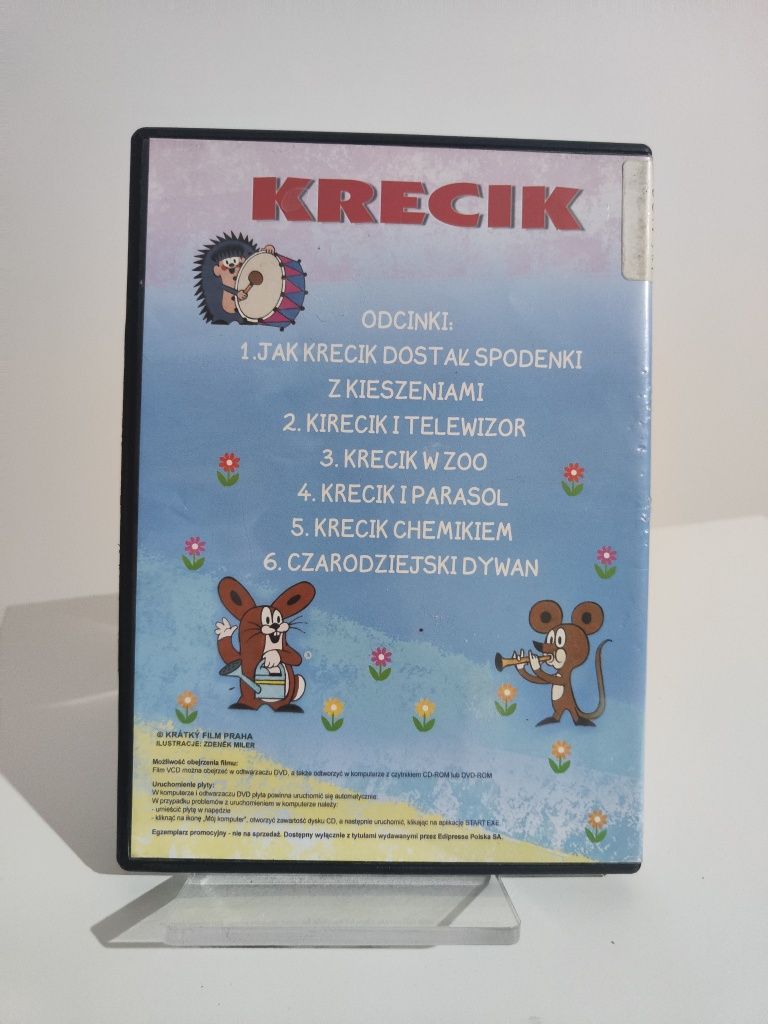 KRECIK
ODCINKI:
1.JAK KRECIK DOSTAŁ SPODENKI
Z KIESZENIAMI
2. KIRECIK I TELEWIZOR
3. KRECIK W ZOO
4. KRECIK I PARASOL
5. KRECIK CHEMIKIEM
6. CZARODZIEJSKI DYWAN
© KRÁTKÝ FILM PRAHA
ILUSTRACJE: ZDENĚK MILER
Możliwość obejrzenia filmu:
Film VCD można obejrzeć w odtwarzaczu DVD, a także odtworzyć w komputerze z czytnikiem CD-ROM lub DVD-ROM
Uruchomienie płyty:
W komputerze i odtwarzaczu DVD płyta powinna uruchomić się automatycznie.
W przypadku problemów z uruchomieniem w komputerze należy:
- umieścić płytę w napędzie
- kliknąć na ikonę „Mój komputer", otworzyć zawartość dysku CD, a następnie uruchomić, klikając na aplikację START.EXE.
Egzemplarz promocyjny - nie na sprzedaż. Dostępny wyłącznie z tytułami wydawanymi przez Edipresse Polska SA.